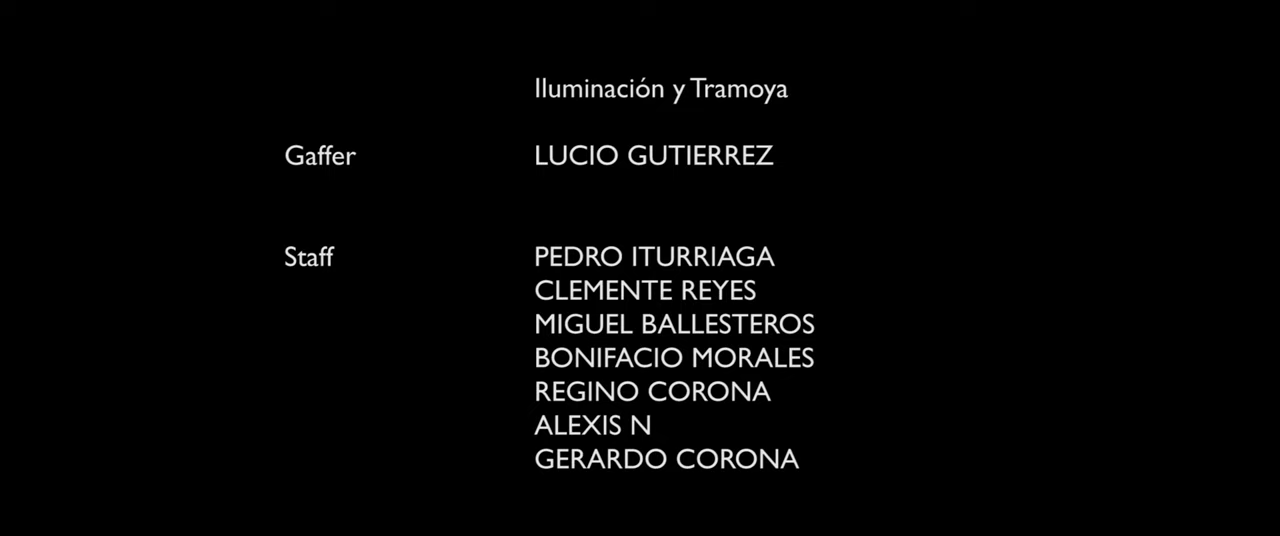 Iluminación y Tramoya
Gaffer LUCIO GUTIERREZ
Staff PEDRO ITURRIAGA
CLEMENTE REYES
MIGUEL BALLESTEROS
BONIFACIO MORALES
REGINO CORONA
ALEXIS N
GERARDO CORONA